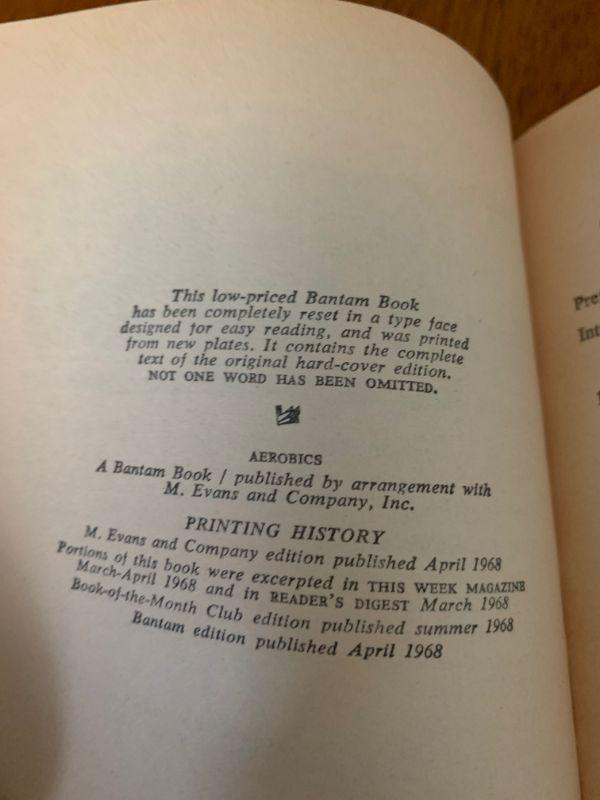 This low-priced Bantam Book
has been completely reset in a type face
designed for easy reading, and was printed
from new plates. It contains the complete
text of the original hard-cover edition.
NOT ONE WORD HAS BEEN OMITTED.
AEROBICS
A Bantam Book / published by arrangement with
M. Evans and Company, Inc.
PRINTING HISTORY
M. Evans and Company edition published April 1968
Portions of this book were excerpted in THIS WEEK MAGAZINE
March-April 1968 and in READER'S DIGEST March 1968
Book-of-the-Month Club edition published summer 1968
Bantam edition published April 1968